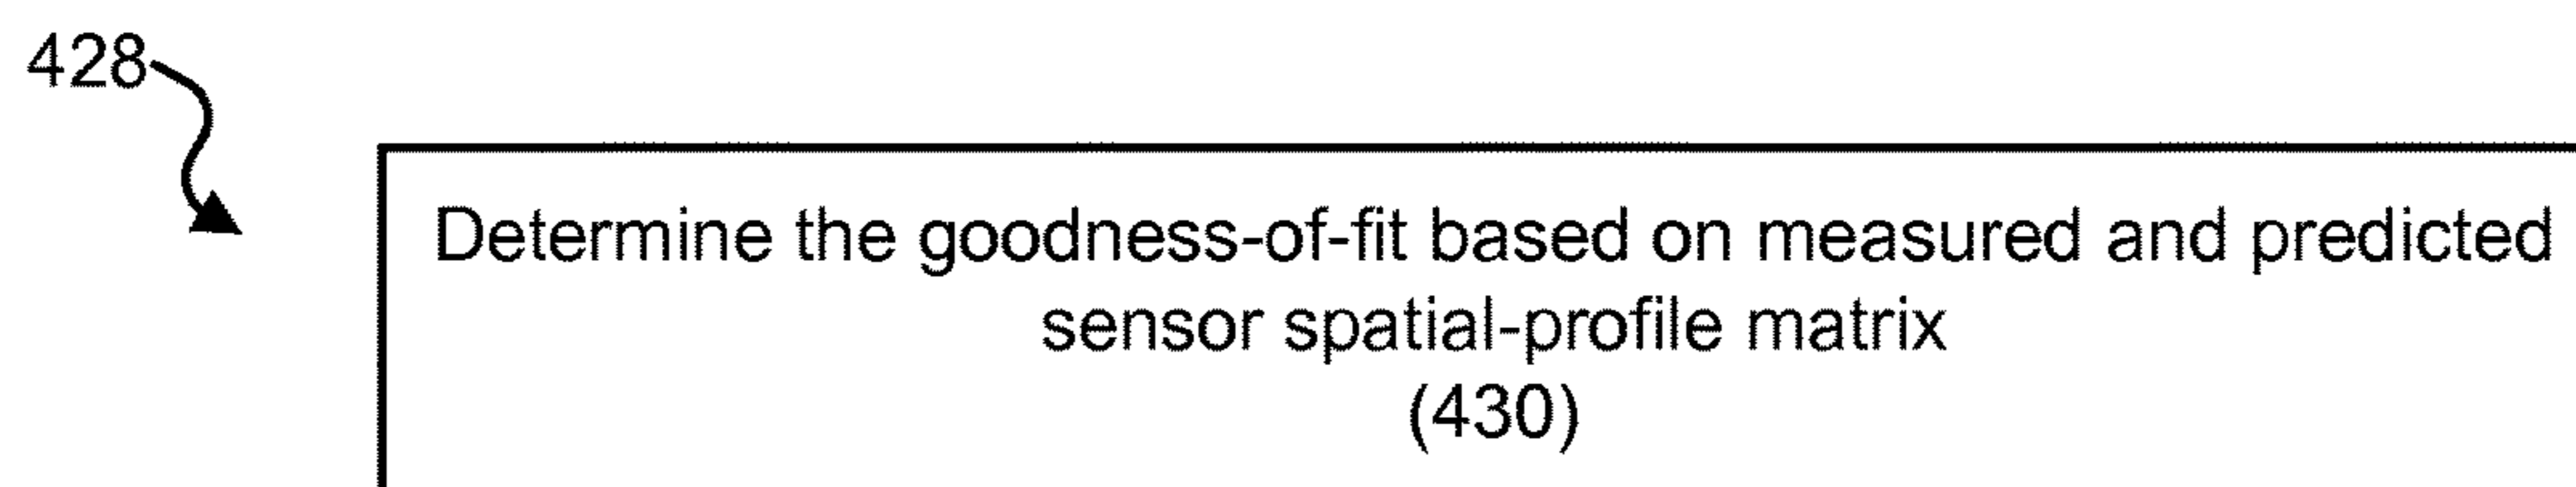 428
Determine the goodness-of-fit based on measured and predicted
sensor spatial-profile matrix
(430)